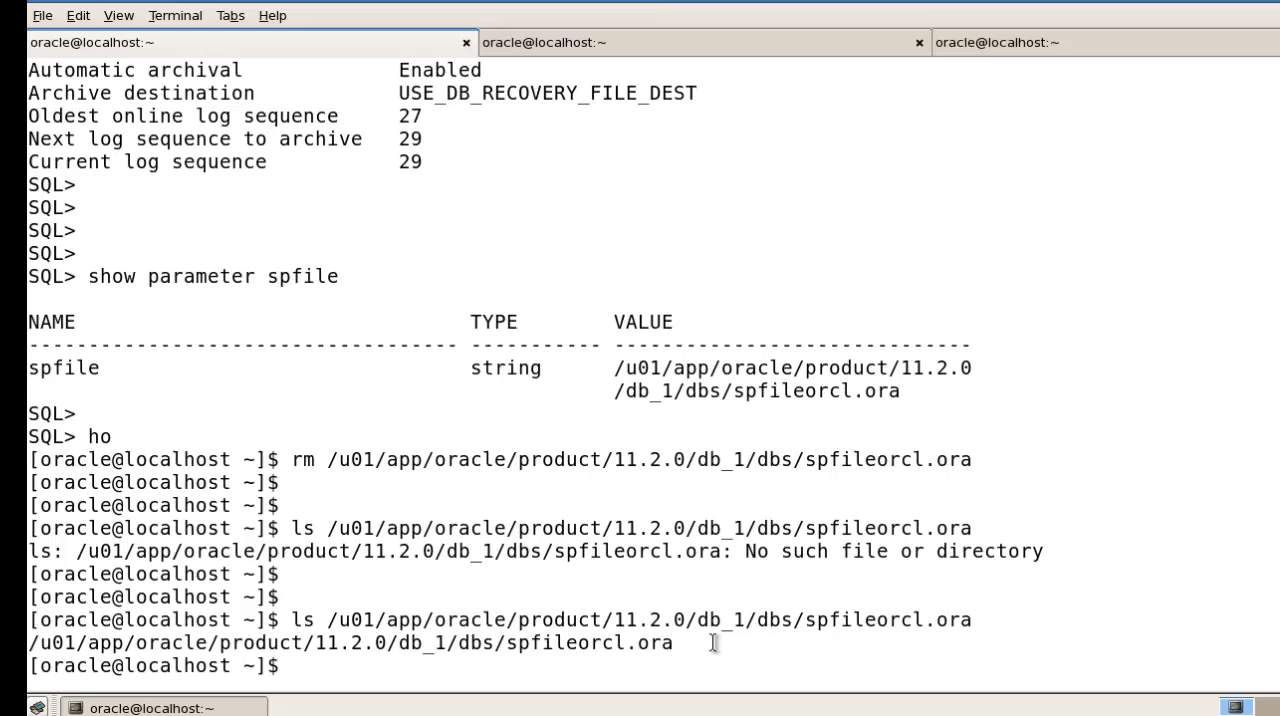 File Edit View Terminal Tabs Help
oracle@localhost:~ × oracle@localhost:~ × oracle@localhost:~
Automatic archival Enabled
Archive destination USE_DB_RECOVERY_FILE_DEST
Oldest online log sequence 27
Next log sequence to archive 29
Current log sequence 29
SQL>
SQL>
SQL>
SQL>
SQL> show parameter spfile
NAME TYPE VALUE
------------------------------------ ----------- ------------------------------
spfile string /u01/app/oracle/product/11.2.0
/db_1/dbs/spfileorcl.ora
SQL>
SQL> ho
[oracle@localhost ~]$ rm /u01/app/oracle/product/11.2.0/db_1/dbs/spfileorcl.ora
[oracle@localhost ~]$
[oracle@localhost ~]$
[oracle@localhost ~]$ ls /u01/app/oracle/product/11.2.0/db_1/dbs/spfileorcl.ora
ls: /u01/app/oracle/product/11.2.0/db_1/dbs/spfileorcl.ora: No such file or directory
[oracle@localhost ~]$
[oracle@localhost ~]$
[oracle@localhost ~]$ ls /u01/app/oracle/product/11.2.0/db_1/dbs/spfileorcl.ora
/u01/app/oracle/product/11.2.0/db_1/dbs/spfileorcl.ora
[oracle@localhost ~]$
oracle@localhost:~